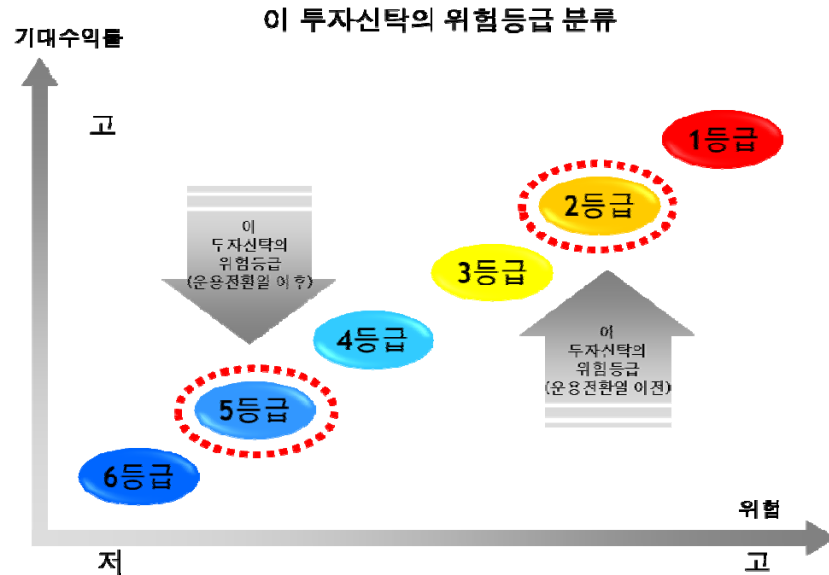 이 투자신탁의 위험등급 분류
기대수익률
고
1등급
2등급
이
투자신탁의
위험등급
(운용전환일 이후)
3등급
4등급
이
투자신탁의
위험등급
(운용전환일 이전)
5등급
6등급
위험
저
고